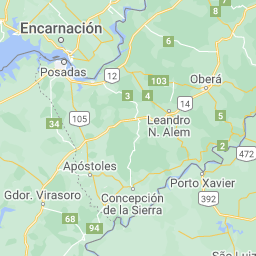 Encarnación
Posadas
12
103
Oberá
3
4
14
34
105
Leandro
N. Alem
5
472
Apóstoles
Porto Xavier
Gdor. Virasoro
Concepción
de la Sierra
392
68
94
São Luiz